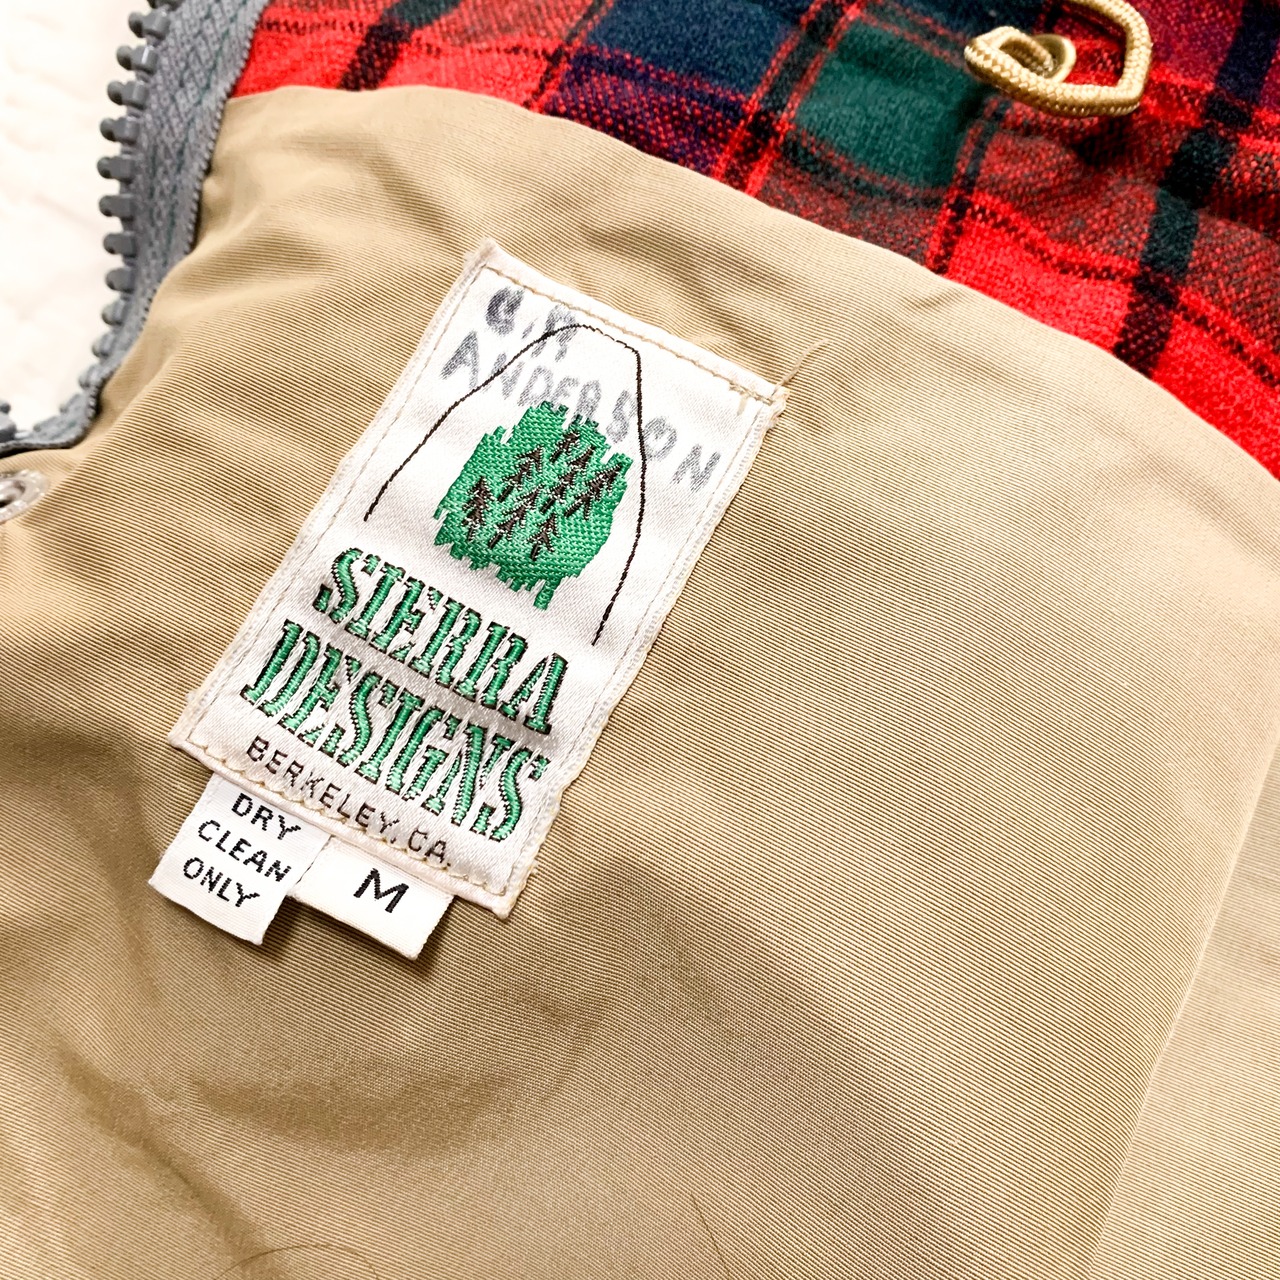 C.R
ANDERSON
SIERRA
DESIGNS
BERKELEY, CA.
DRY
CLEAN
ONLY
M